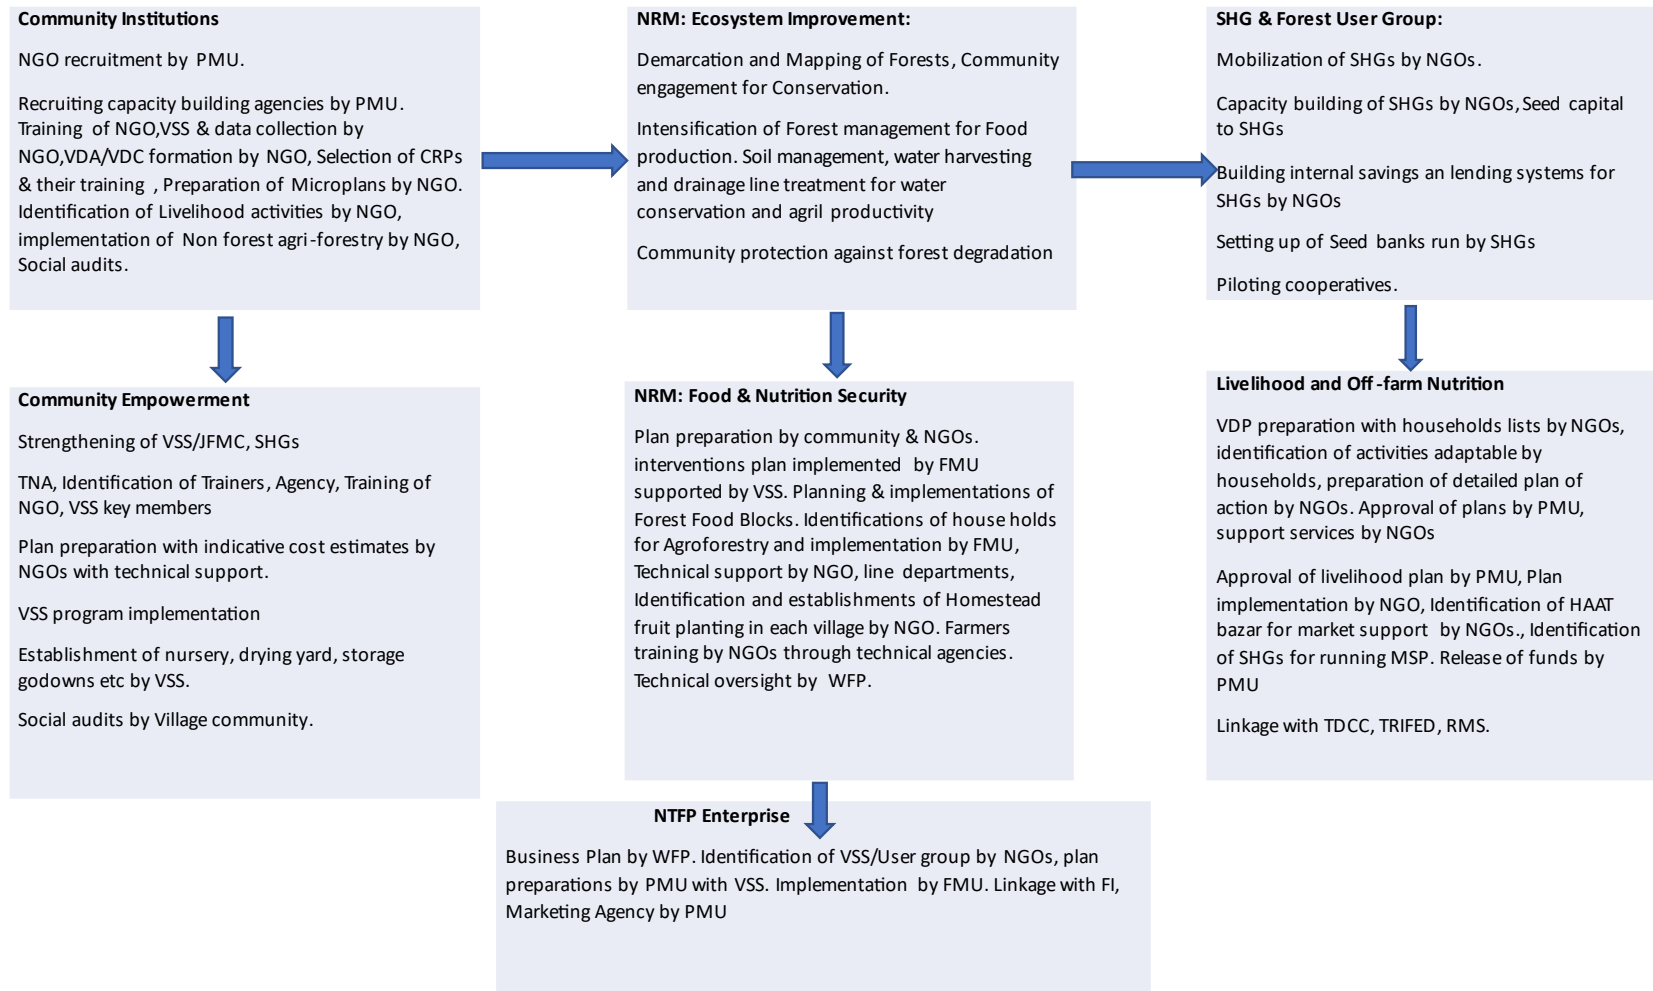 Community Institutions
NGO recruitment by PMU.
Recruiting capacity building agencies by PMU.
Training of NGO,VSS & data collection by
NGO,VDA/VDC formation by NGO, Selection of CRPs
& their training , Preparation of Microplans by NGO.
Identification of Livelihood activities by NGO,
implementation of Non forest agri-forestry by NGO,
Social audits.
NRM: Ecosystem Improvement:
Demarcation and Mapping of Forests, Community
engagement for Conservation.
Intensification of Forest management for Food
production. Soil management, water harvesting
and drainage line treatment for water
conservation and agril productivity
Community protection against forest degradation
SHG & Forest User Group:
Mobilization of SHGs by NGOs.
Capacity building of SHGs by NGOs, Seed capital
to SHGs
Building internal savings an lending systems for
SHGs by NGOs
Setting up of Seed banks run by SHGs
Piloting cooperatives.
Community Empowerment
Strengthening of VSS/JFMC, SHGs
TNA, Identification of Trainers, Agency, Training of
NGO, VSS key members
Plan preparation with indicative cost estimates by
NGOs with technical support.
VSS program implementation
Establishment of nursery, drying yard, storage
godowns etc by VSS.
Social audits by Village community.
NRM: Food & Nutrition Security
Plan preparation by community & NGOs.
interventions plan implemented by FMU
supported by VSS. Planning & implementations of
Forest Food Blocks. Identifications of house holds
for Agroforestry and implementation by FMU,
Technical support by NGO, line departments,
Identification and establishments of Homestead
fruit planting in each village by NGO. Farmers
training by NGOs through technical agencies.
Technical oversight by WFP.
Livelihood and Off-farm Nutrition
VDP preparation with households lists by NGOs,
identification of activities adaptable by
households, preparation of detailed plan of
action by NGOs. Approval of plans by PMU,
support services by NGOs
Approval of livelihood plan by PMU, Plan
implementation by NGO, Identification of HAAT
bazar for market support by NGOs., Identification
of SHGs for running MSP. Release of funds by
PMU
Linkage with TDCC, TRIFED, RMS.
NTFP Enterprise
Business Plan by WFP. Identification of VSS/User group by NGOs, plan
preparations by PMU with VSS. Implementation by FMU. Linkage with FI,
Marketing Agency by PMU